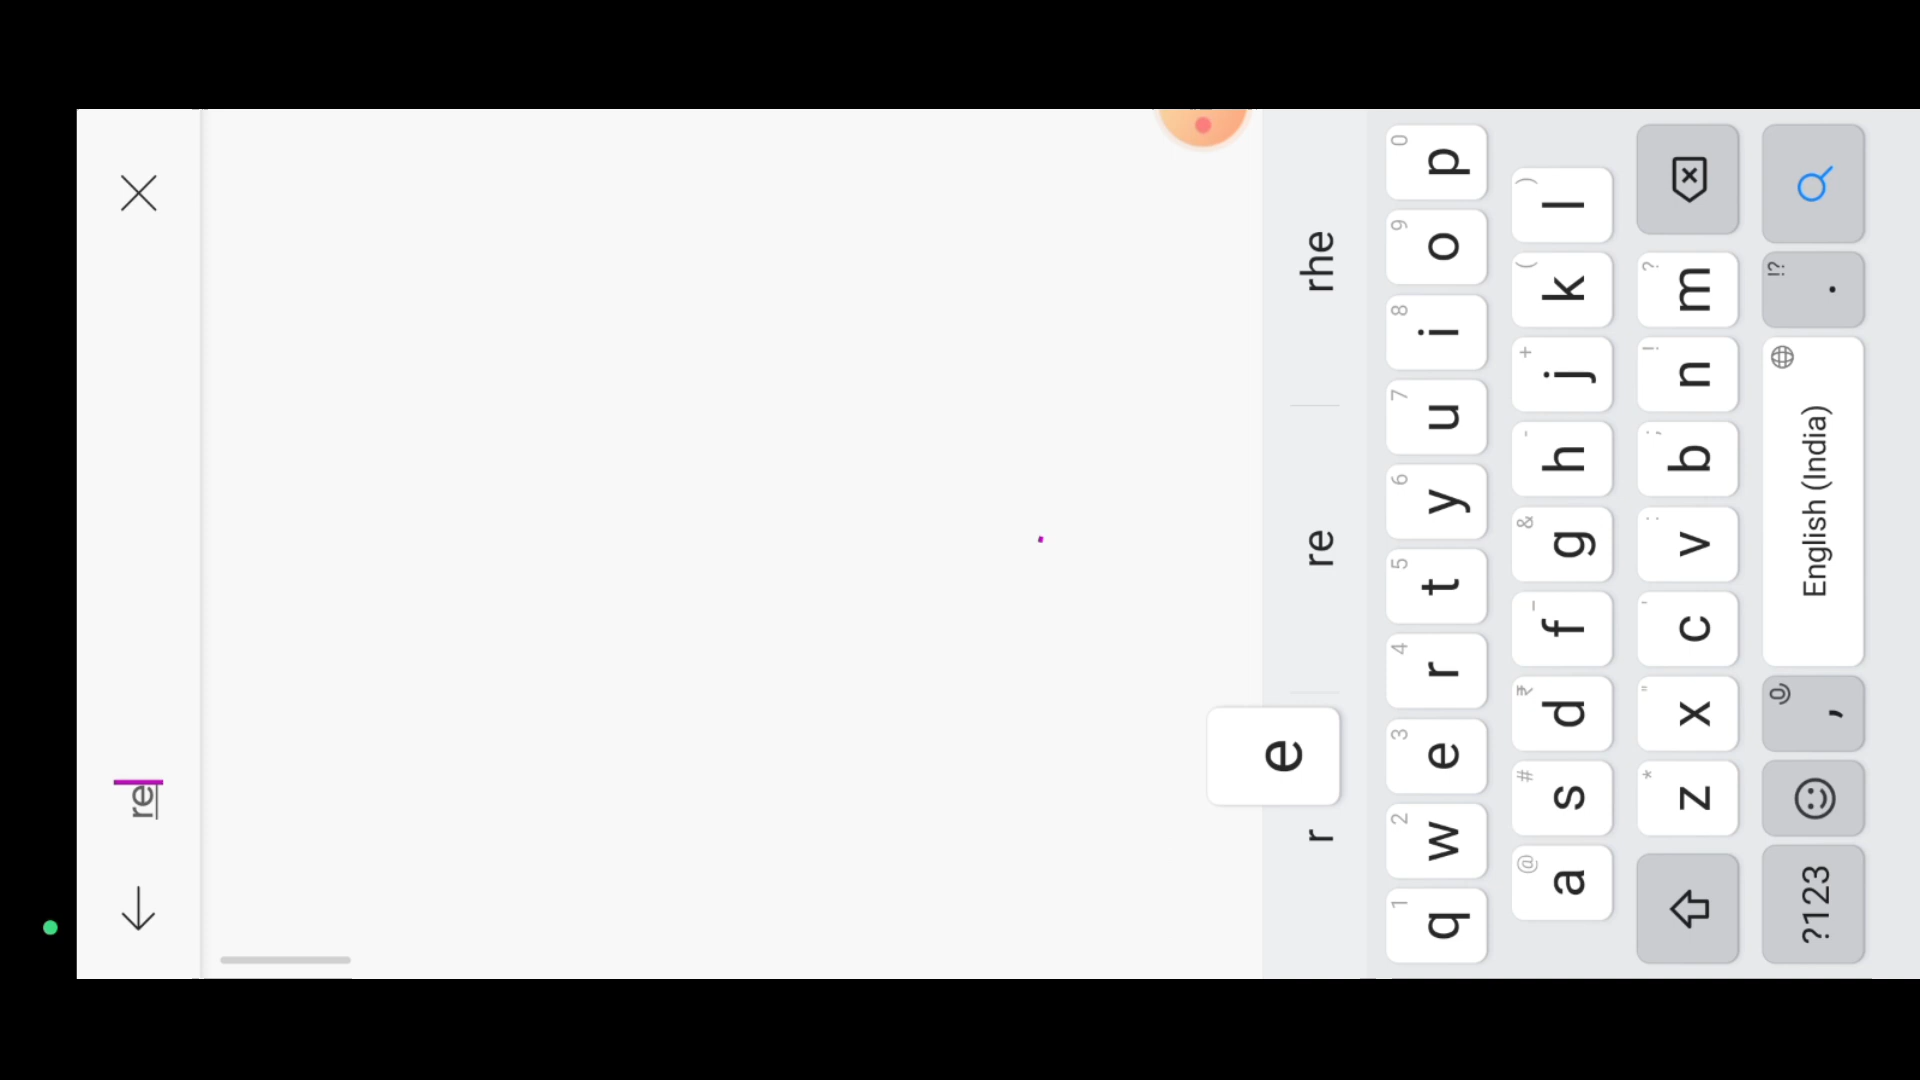 re
r re rhe
e
1 2 3 4 5 6 7 8 9 0
q w e r t y u i o p
@ # ₹ _ & - + ( )
a s d f g h j k l
* " ' : ; ! ?
z x c v b n m
?123 , English (India) . !?